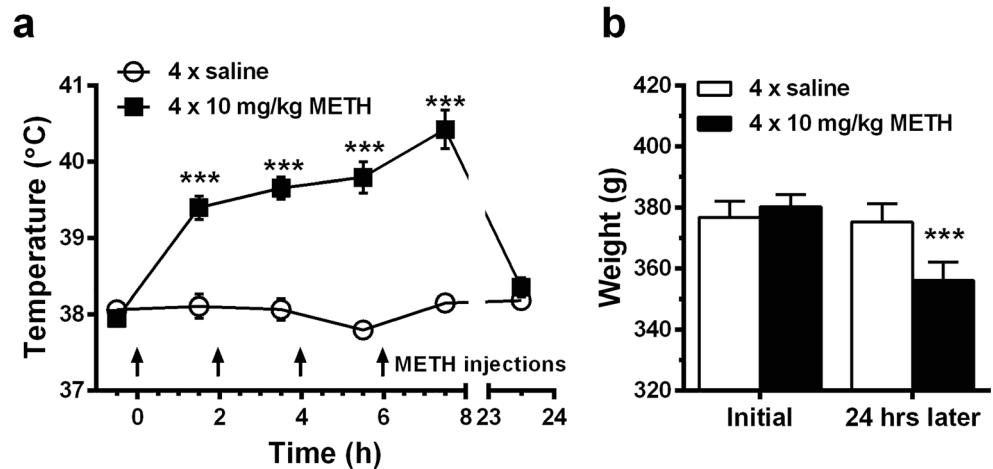 a
4 x saline
4 x 10 mg/kg METH
41
40
39
38
37
Temperature (°C)
***
***
***
***
METH injections
0
2
4
6
8
23
24
Time (h)
b
4 x saline
4 x 10 mg/kg METH
420
400
380
360
340
320
Weight (g)
***
Initial
24 hrs later